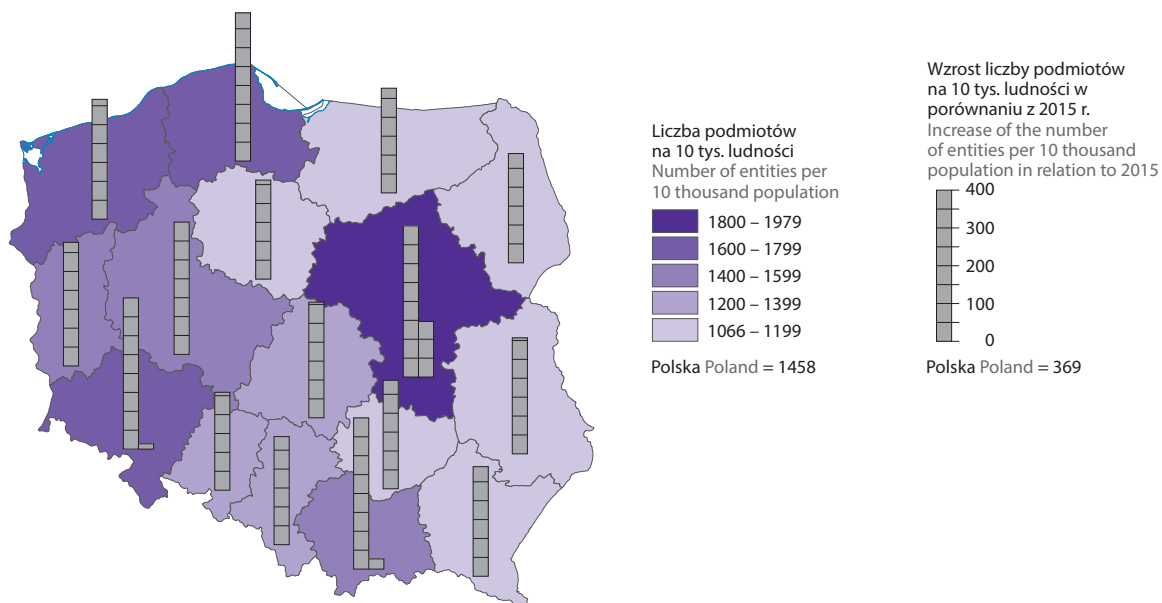 Liczba podmiotów
na 10 tys. ludności
Number of entities per
10 thousand population
1800 – 1979
1600 – 1799
1400 – 1599
1200 – 1399
1066 – 1199
Polska Poland = 1458
Wzrost liczby podmiotów
na 10 tys. ludności w
porównaniu z 2015 r.
Increase of the number
of entities per 10 thousand
population in relation to 2015
400
300
200
100
0
Polska Poland = 369